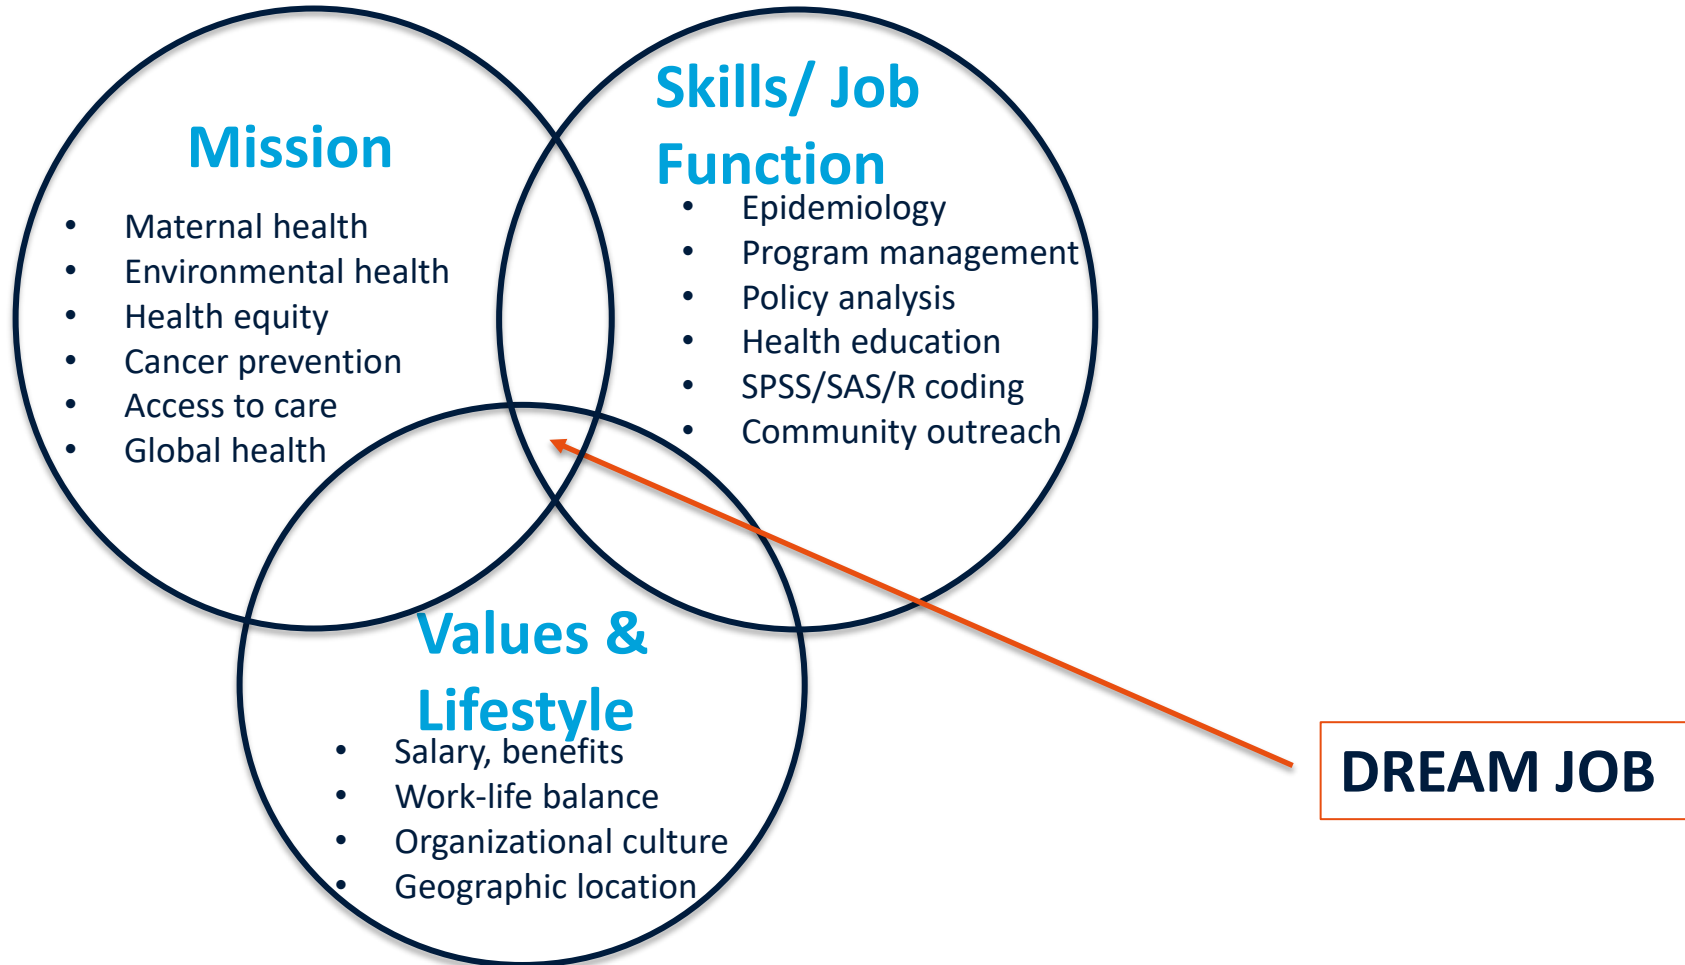 Mission
• Maternal health
• Environmental health
• Health equity
• Cancer prevention
• Access to care
• Global health
Skills/ Job
Function
• Epidemiology
• Program management
• Policy analysis
• Health education
• SPSS/SAS/R coding
• Community outreach
Values &
Lifestyle
• Salary, benefits
• Work-life balance
• Organizational culture
• Geographic location
DREAM JOB